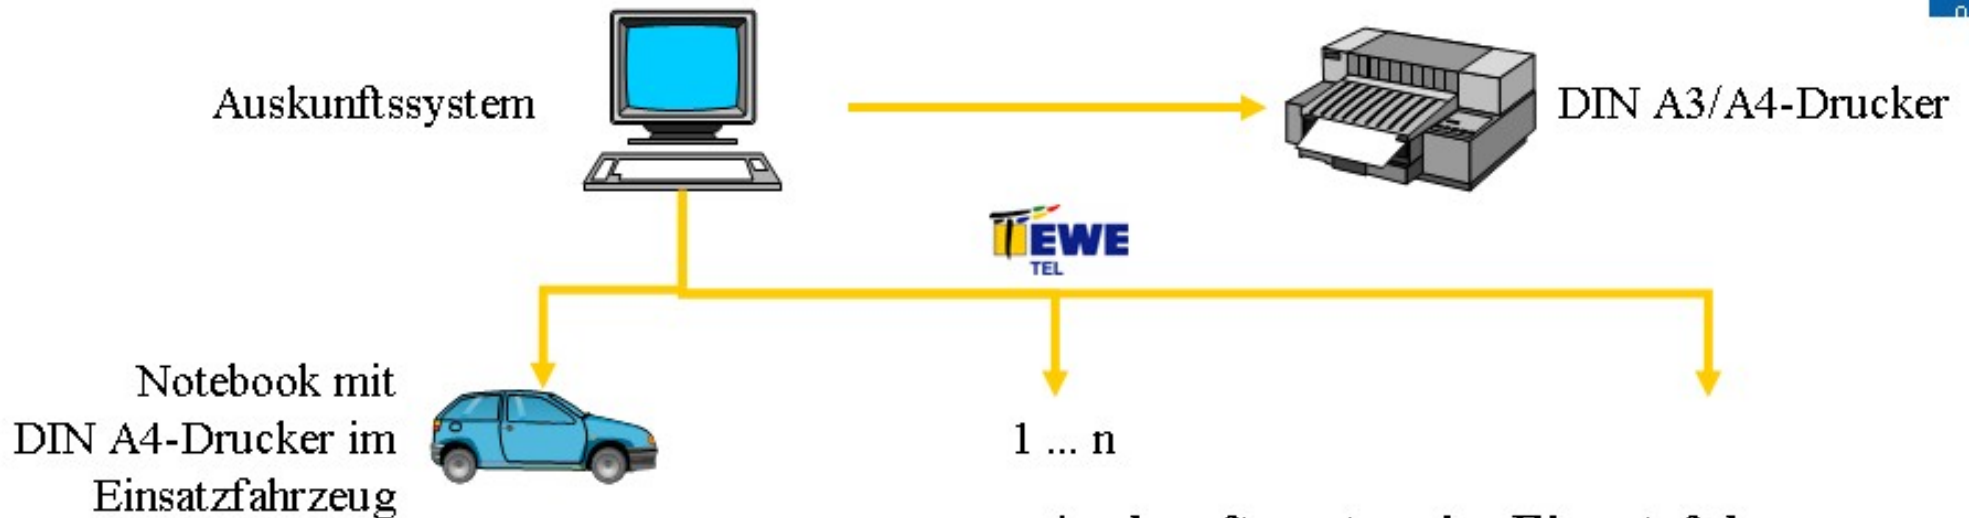 Auskunftssystem
DIN A3/A4-Drucker
EWE
TEL
Notebook mit
DIN A4-Drucker im
Einsatzfahrzeug
1 ... n